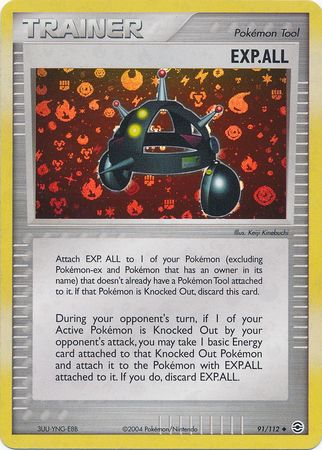 TRAINER
Pokémon Tool
EXP.ALL
Illus. Keiji Kinebuchi
Attach EXP. ALL to 1 of your Pokémon (excluding
Pokémon-ex and Pokémon that has an owner in its
name) that doesn't already have a Pokémon Tool attached
to it. If that Pokémon is Knocked Out, discard this card.
During your opponent's turn, if 1 of your
Active Pokémon is Knocked Out by your
opponent's attack, you may take 1 basic Energy
card attached to that Knocked Out Pokémon
and attach it to the Pokémon with EXP.ALL
attached to it. If you do, discard EXP.ALL.
3UU-YNG-E8B
©2004 Pokémon/Nintendo
91/112 ◆